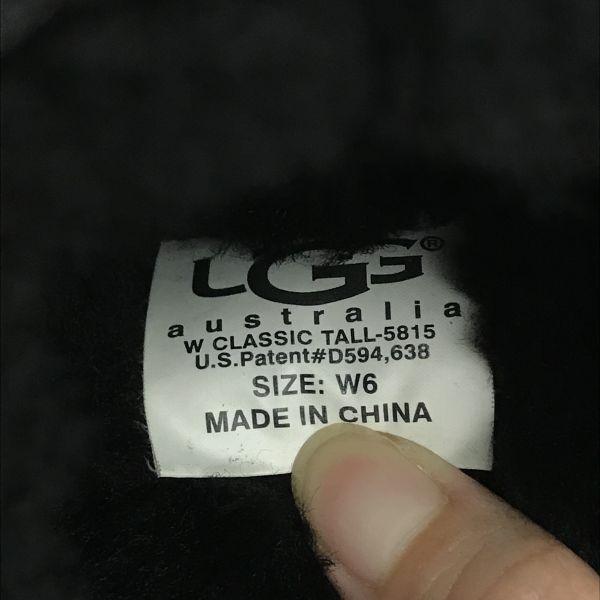 UGG®
australia
W CLASSIC TALL-5815
U.S.Patent#D594,638
SIZE: W6
MADE IN CHINA